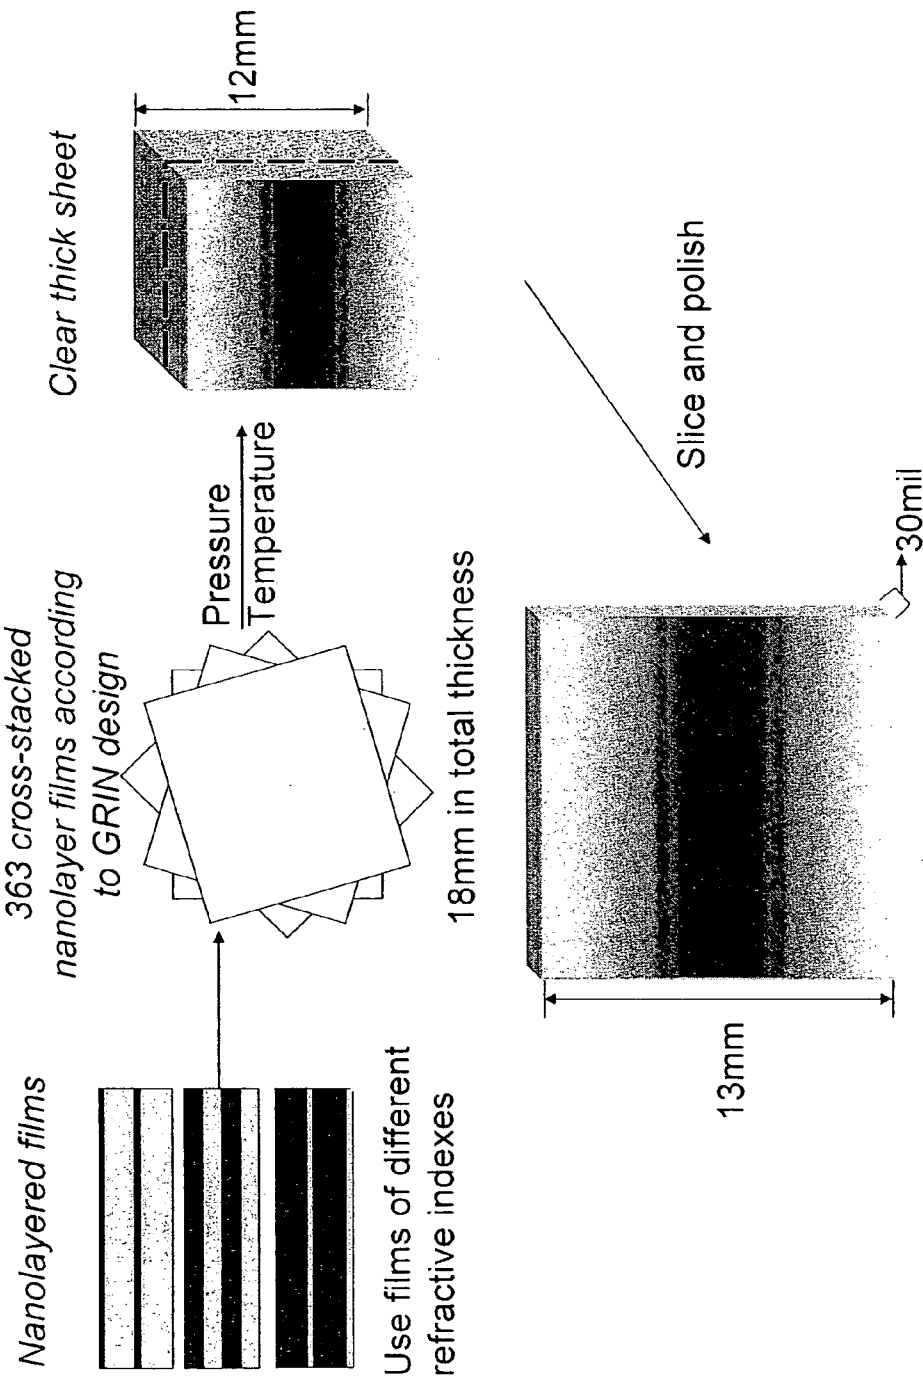 Nanolayered films
Use films of different
refractive indexes
363 cross-stacked
nanolayer films according
to GRIN design
18mm in total thickness
Pressure
Temperature
Clear thick sheet
12mm
Slice and polish
13mm
30mil